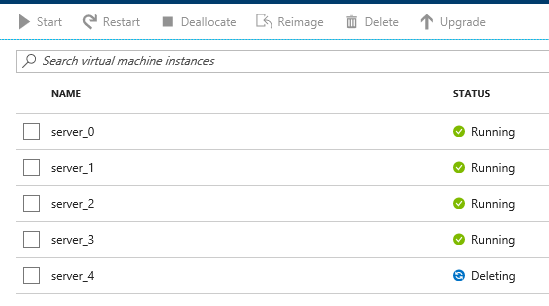 Start Restart Deallocate Reimage Delete Upgrade
Search virtual machine instances
NAME STATUS
server_0 Running
server_1 Running
server_2 Running
server_3 Running
server_4 Deleting